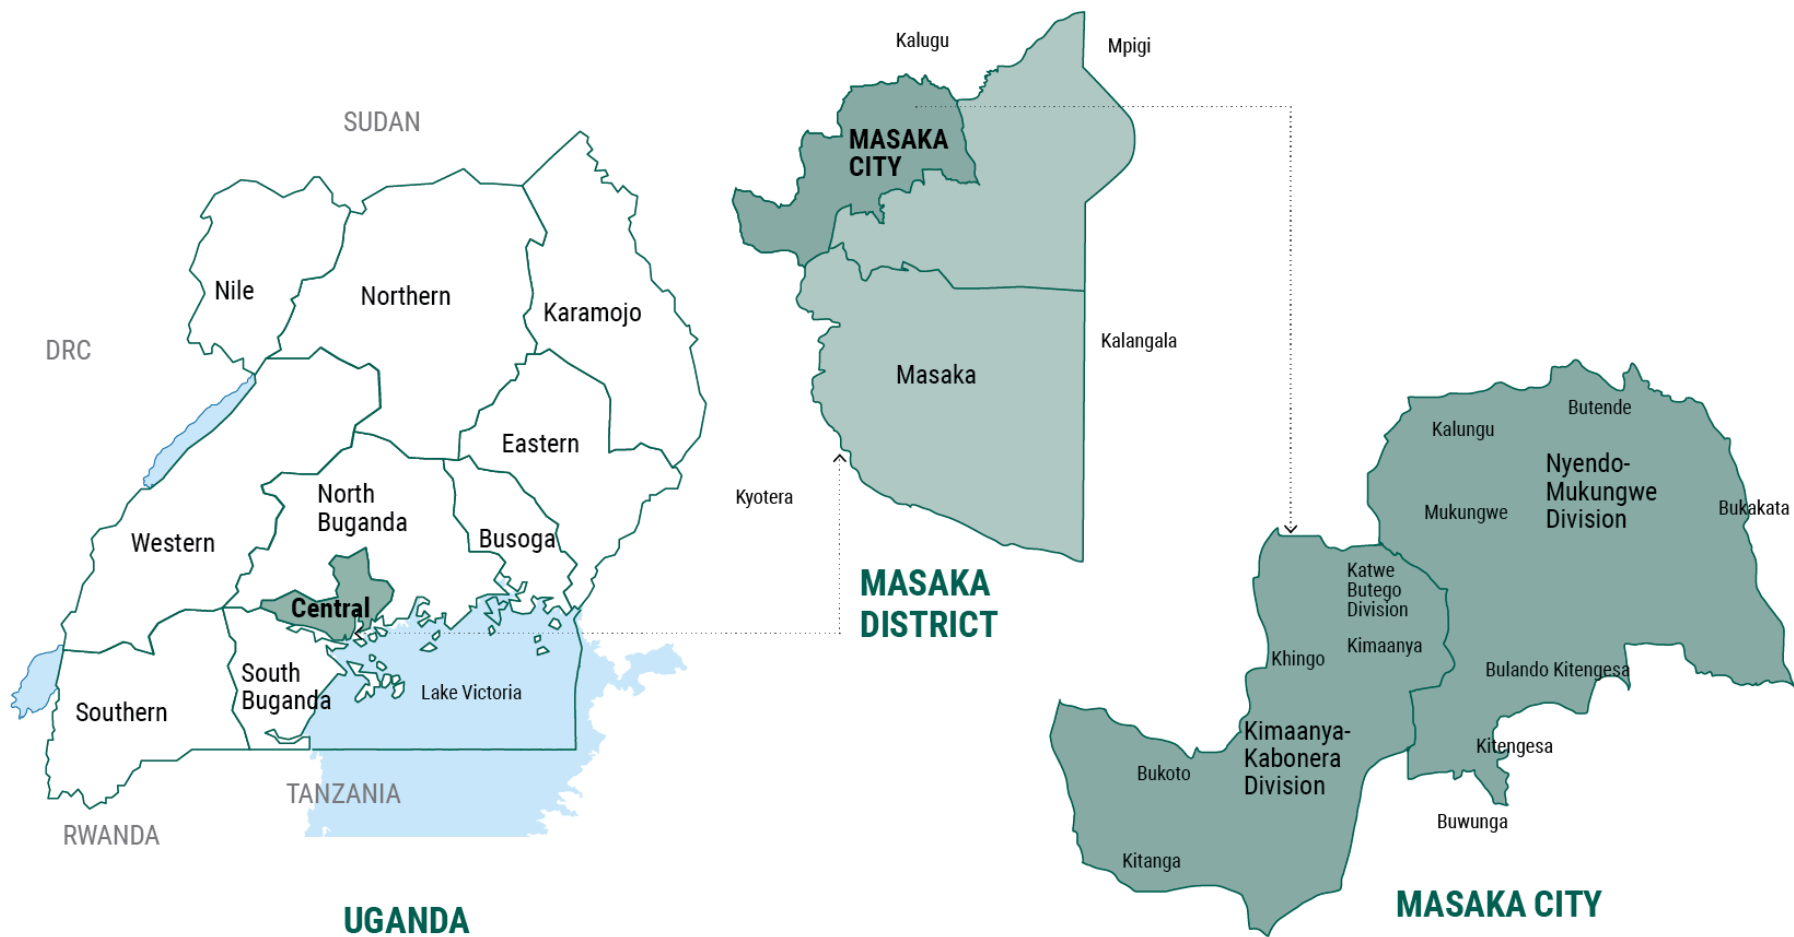 SUDAN
Nile
Northern
Karamojo
DRC
Eastern
North
Buganda
Western
Busoga
Central
South
Buganda
Lake Victoria
Southern
TANZANIA
RWANDA
UGANDA
Kalugu
Mpigi
MASAKA
CITY
Kalangala
Masaka
Kyotera
MASAKA
DISTRICT
Butende
Kalungu
Nyendo-
Mukungwe
Division
Mukungwe
Bukakata
Katwe
Butego
Division
Kimaanya
Khingo
Bulando Kitengesa
Kimaanya-
Kabonera
Division
Kitengesa
Bukoto
Buwunga
Kitanga
MASAKA CITY